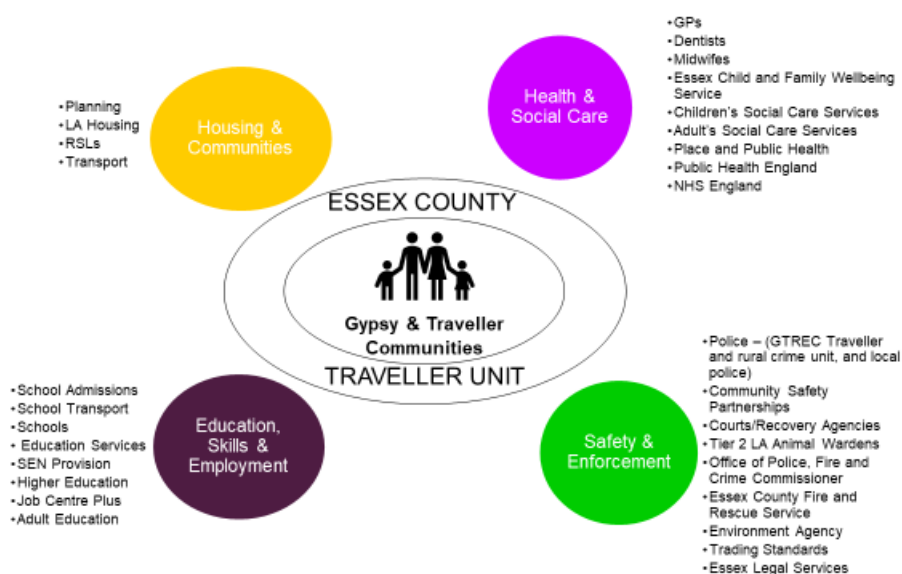 •Planning
•LA Housing
•RSLs
•Transport
Housing &
Communities
Health &
Social Care
•GPs
•Dentists
•Midwifes
•Essex Child and Family Wellbeing
Service
•Children's Social Care Services
•Adult's Social Care Services
•Place and Public Health
•Public Health England
•NHS England
ESSEX COUNTY
Gypsy & Traveller
Communities
TRAVELLER UNIT
•School Admissions
•School Transport
•Schools
• Education Services
•SEN Provision
•Higher Education
•Job Centre Plus
•Adult Education
Education,
Skills &
Employment
Safety &
Enforcement
•Police – (GTREC Traveller
and rural crime unit, and local
police)
•Community Safety
Partnerships
•Courts/Recovery Agencies
•Tier 2 LA Animal Wardens
•Office of Police, Fire and
Crime Commissioner
•Essex County Fire and
Rescue Service
•Environment Agency
•Trading Standards
•Essex Legal Services